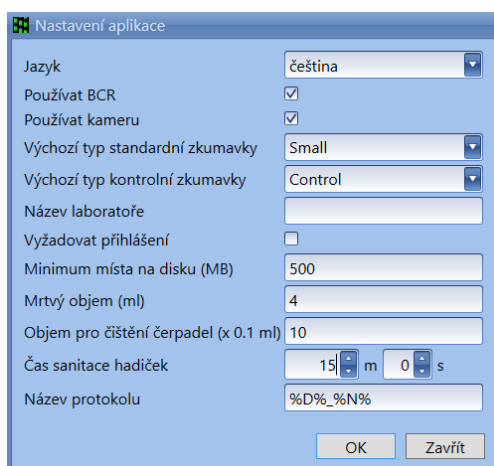 Nastavení aplikace
Jazyk čeština
Používat BCR
Používat kameru
Výchozí typ standardní zkumavky Small
Výchozí typ kontrolní zkumavky Control
Název laboratoře
Vyžadovat přihlášení
Minimum místa na disku (MB) 500
Mrtvý objem (ml) 4
Objem pro čištění čerpadel (x 0.1 ml) 10
Čas sanitace hadiček 15 m 0 s
Název protokolu %D%_%N%
OK Zavřít